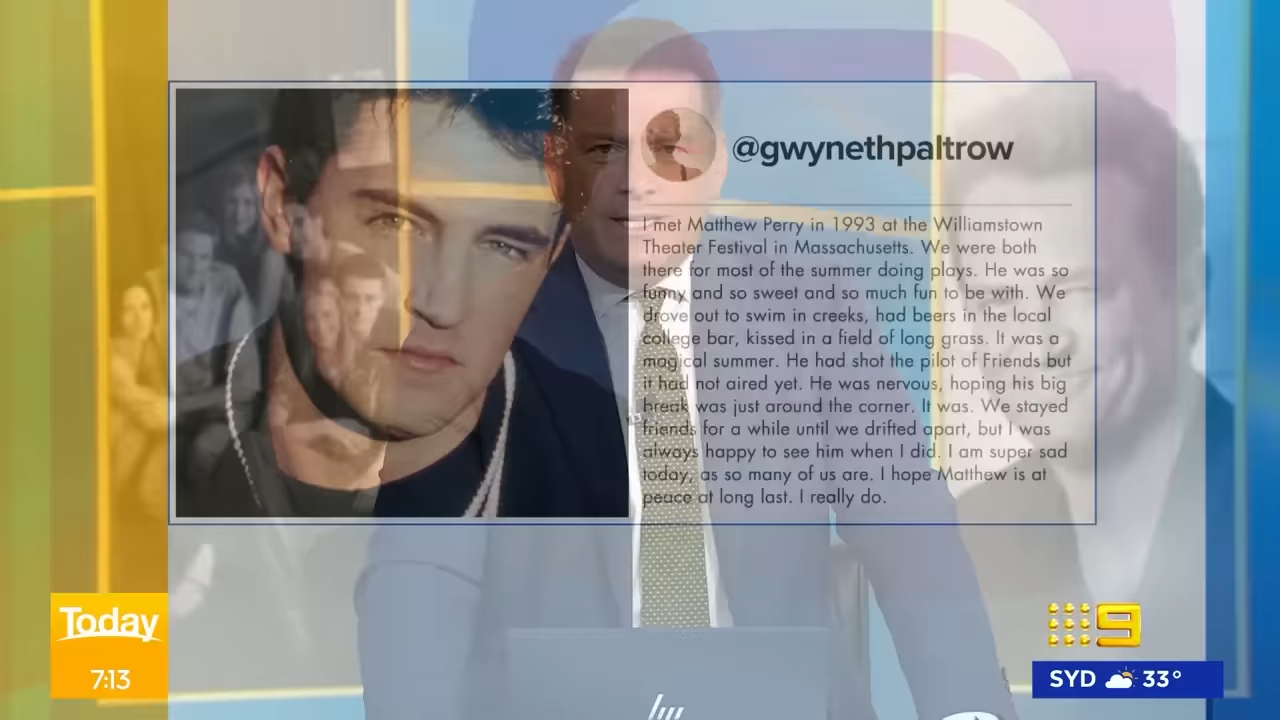 @gwynethpaltrow
I met Matthew Perry in 1993 at the Williamstown
Theater Festival in Massachusetts. We were both
there for most of the summer doing plays. He was so
funny and so sweet and so much fun to be with. We
drove out to swim in creeks, had beers in the local
college bar, kissed in a field of long grass. It was a
magical summer. He had shot the pilot of Friends but
it had not aired yet. He was nervous, hoping his big
break was just around the corner. It was. We stayed
friends for a while until we drifted apart, but I was
always happy to see him when I did. I am super sad
today, as so many of us are. I hope Matthew is at
peace at long last. I really do.
Today
7:13
9
SYD 33°
hp